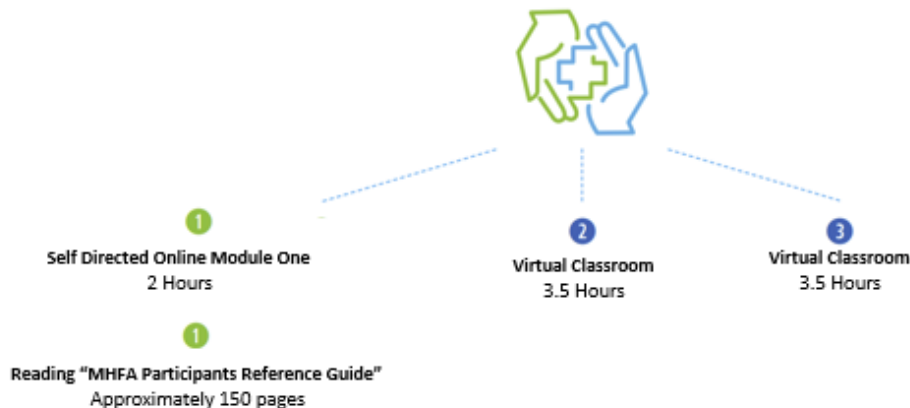 1
Self Directed Online Module One
2 Hours
1
Reading “MHFA Participants Reference Guide”
Approximately 150 pages
2
Virtual Classroom
3.5 Hours
3
Virtual Classroom
3.5 Hours